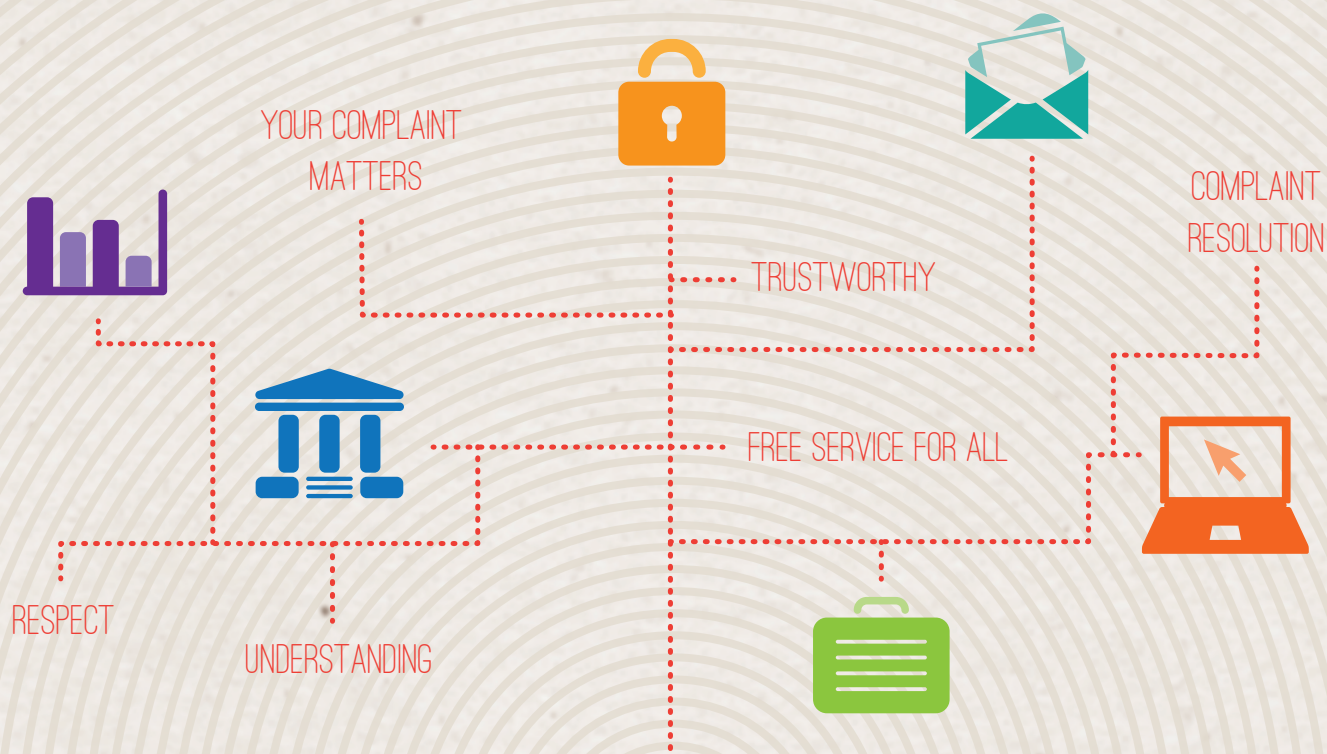 YOUR COMPLAINT
MATTERS
COMPLAINT
RESOLUTION
TRUSTWORTHY
FREE SERVICE FOR ALL
RESPECT
UNDERSTANDING